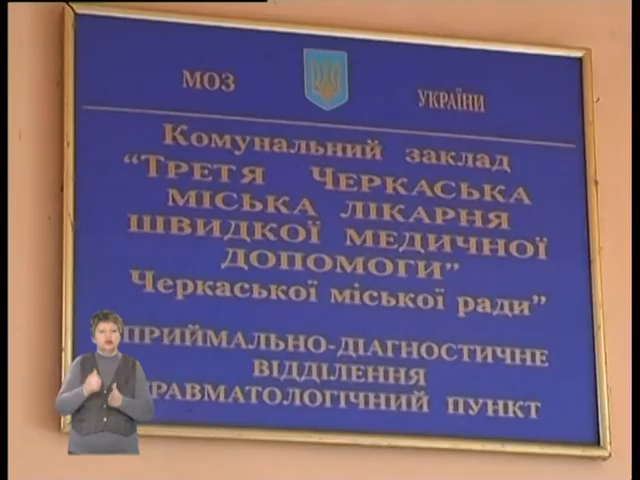 МОЗ УКРАЇНИ
Комунальний заклад
“ТРЕТЯ ЧЕРКАСЬКА
МІСЬКА ЛІКАРНЯ
ШВИДКОЇ МЕДИЧНОЇ
ДОПОМОГИ”
Черкаської міської ради”
ПРИЙМАЛЬНО-ДІАГНОСТИЧНЕ
ВІДДІЛЕННЯ
ТРАВМАТОЛОГІЧНИЙ ПУНКТ